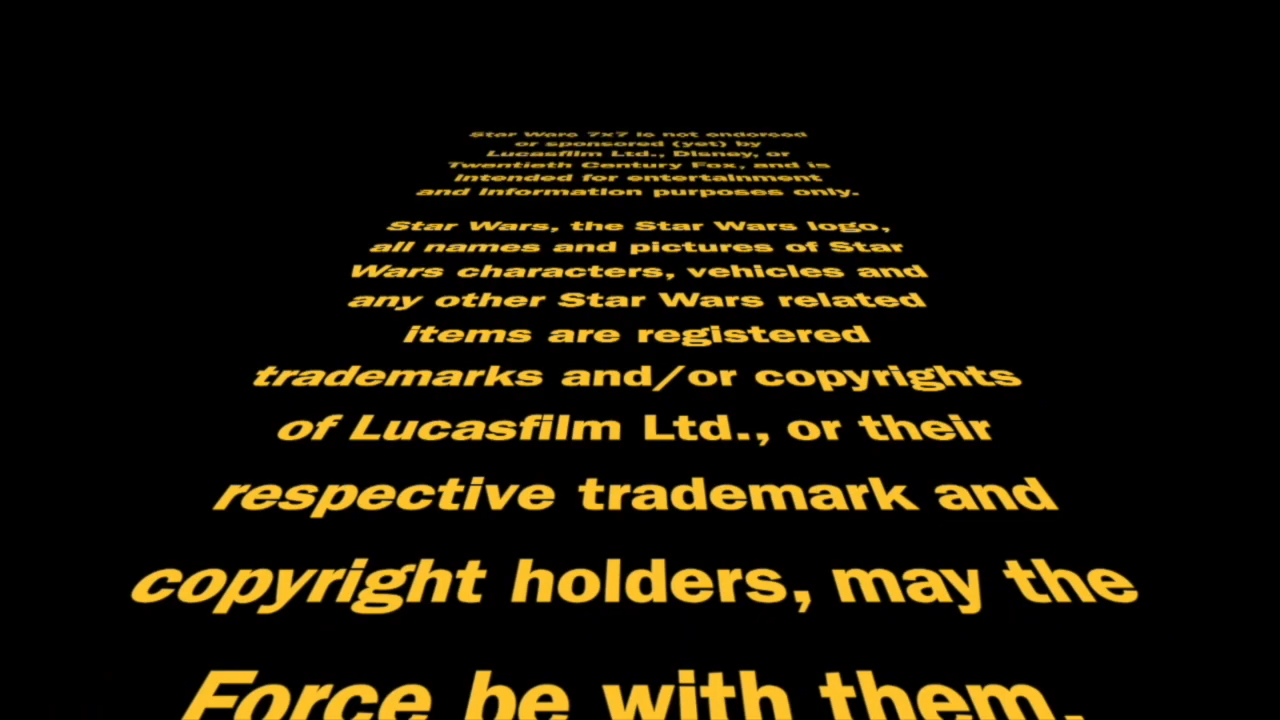 Star Wars 7x7 is not endorsed
or sponsored (yet) by
Lucasfilm Ltd., Disney, or
Twentieth Century Fox, and is
intended for entertainment
and information purposes only.
Star Wars, the Star Wars logo,
all names and pictures of Star
Wars characters, vehicles and
any other Star Wars related
items are registered
trademarks and/or copyrights
of Lucasfilm Ltd., or their
respective trademark and
copyright holders, may the
Force be with them.